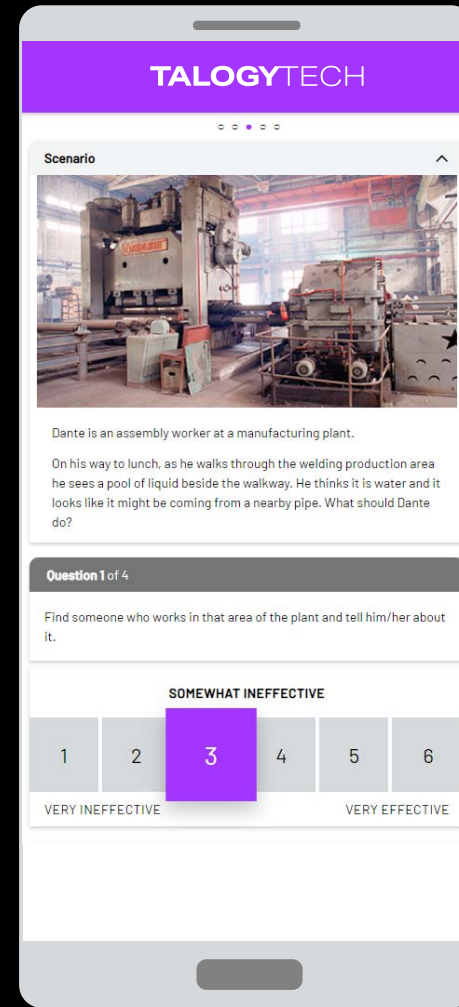 TALOGYTECH
Scenario
Dante is an assembly worker at a manufacturing plant.
On his way to lunch, as he walks through the welding production area
he sees a pool of liquid beside the walkway. He thinks it is water and it
looks like it might be coming from a nearby pipe. What should Dante
do?
Question 1 of 4
Find someone who works in that area of the plant and tell him/her about
it.
SOMEWHAT INEFFECTIVE
1 2 3 4 5 6
VERY INEFFECTIVE VERY EFFECTIVE